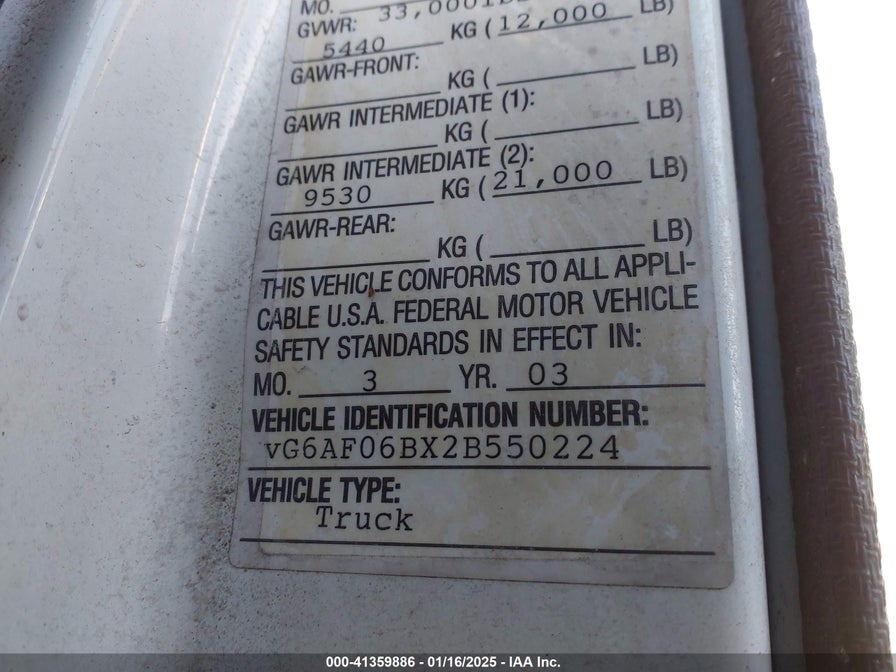 MO.
GVWR: 33,000
5440 KG (12,000 LB)
GAWR-FRONT:
KG ( LB)
GAWR INTERMEDIATE (1):
KG ( LB)
GAWR INTERMEDIATE (2):
9530 KG (21,000 LB)
GAWR-REAR:
KG ( LB)
THIS VEHICLE CONFORMS TO ALL APPLI-
CABLE U.S.A. FEDERAL MOTOR VEHICLE
SAFETY STANDARDS IN EFFECT IN:
MO. 3 YR. 03
VEHICLE IDENTIFICATION NUMBER:
vG6AF06BX2B550224
VEHICLE TYPE:
Truck
000-41359886 - 01/16/2025 - IAA Inc.